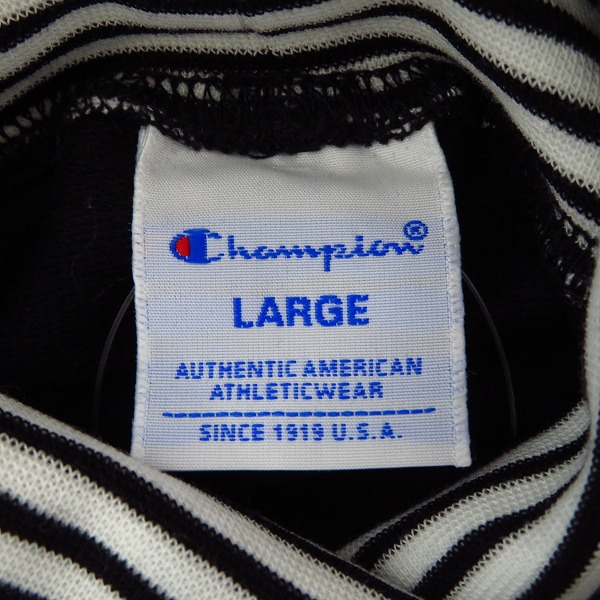 Champion®
LARGE
AUTHENTIC AMERICAN
ATHLETICWEAR
SINCE 1919 U.S.A.